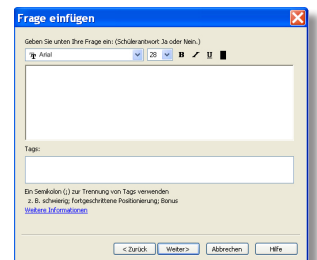 Frage einfügen
Geben Sie unten Ihre Frage ein: (Schülerantwort Ja oder Nein.)
Arial 28 B I U
Tags:
Ein Semikolon (;) zur Trennung von Tags verwenden
z. B. schwierig; fortgeschrittene Positionierung; Bonus
Weitere Informationen
< Zurück Weiter> Abbrechen Hilfe